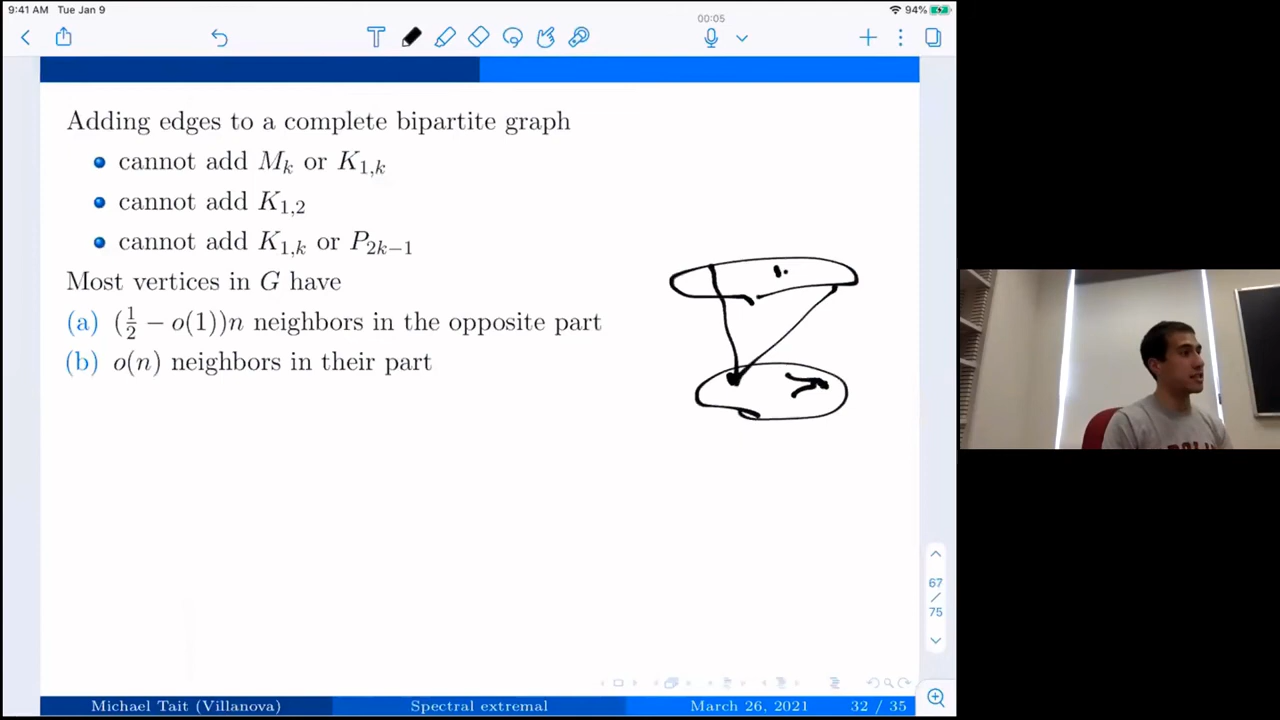 9:41 AM Tue Jan 9
94%
00:05
Adding edges to a complete bipartite graph
cannot add $M_k$ or $K_{1,k}$
cannot add $K_{1,2}$
cannot add $K_{1,k}$ or $P_{2k-1}$
Most vertices in $G$ have
(a) $(\frac{1}{2} - o(1))n$ neighbors in the opposite part
(b) $o(n)$ neighbors in their part
67
/
75
Michael Tait (Villanova)
Spectral extremal
March 26, 2021
32 / 35